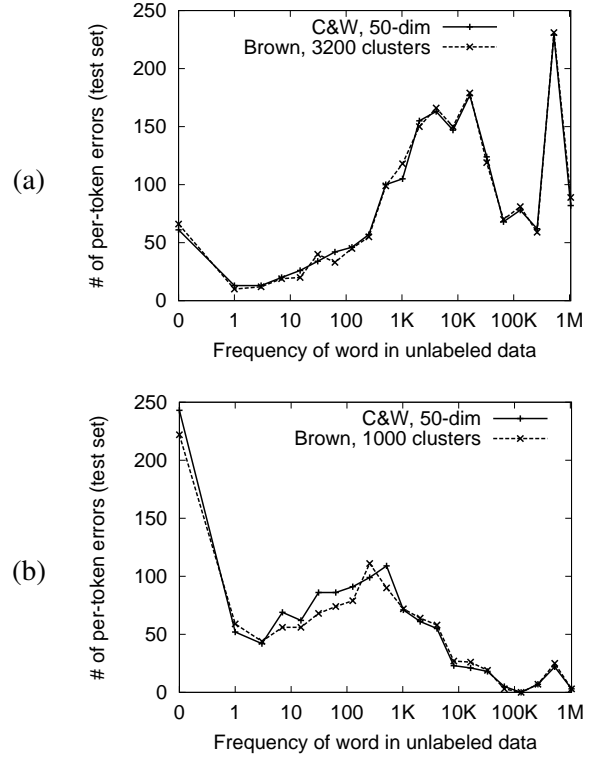 (a)
# of per-token errors (test set)
250
200
150
100
50
0
C&W, 50-dim
Brown, 3200 clusters
0 1 10 100 1K 10K 100K 1M
Frequency of word in unlabeled data
(b)
# of per-token errors (test set)
250
200
150
100
50
0
C&W, 50-dim
Brown, 1000 clusters
0 1 10 100 1K 10K 100K 1M
Frequency of word in unlabeled data